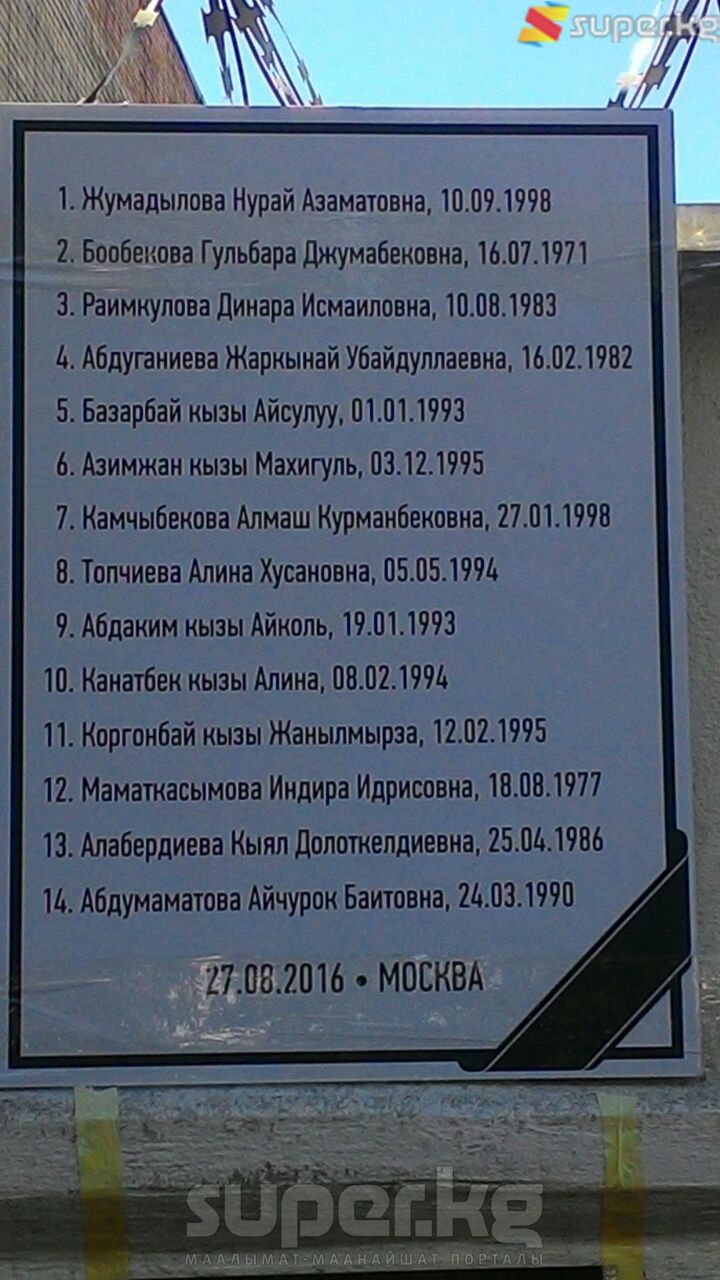 super.kg
1. Жумадылова Нурай Азаматовна, 10.09.1998
2. Бообекова Гульбара Джумабековна, 16.07.1971
3. Раимкулова Динара Исмаиловна, 10.08.1983
4. Абдуганиева Жаркынай Убайдуллаевна, 16.02.1982
5. Базарбай кызы Айсулуу, 01.01.1993
6. Азимжан кызы Махигуль, 03.12.1995
7. Камчыбекова Алмаш Курманбековна, 27.01.1998
8. Топчиева Алина Хусановна, 05.05.1994
9. Абдаким кызы Айколь, 19.01.1993
10. Канатбек кызы Алина, 08.02.1994
11. Коргонбай кызы Жанылмырза, 12.02.1995
12. Маматкасымова Индира Идрисовна, 18.08.1977
13. Алабердиева Кыял Долоткелдиевна, 25.04.1986
14. Абдумаматова Айчурок Баитовна, 24.03.1990
27.08.2016 • МОСКВА
super.kg
МААЛЫМАТ-МААНАЙШАТ ПОРТАЛЫ